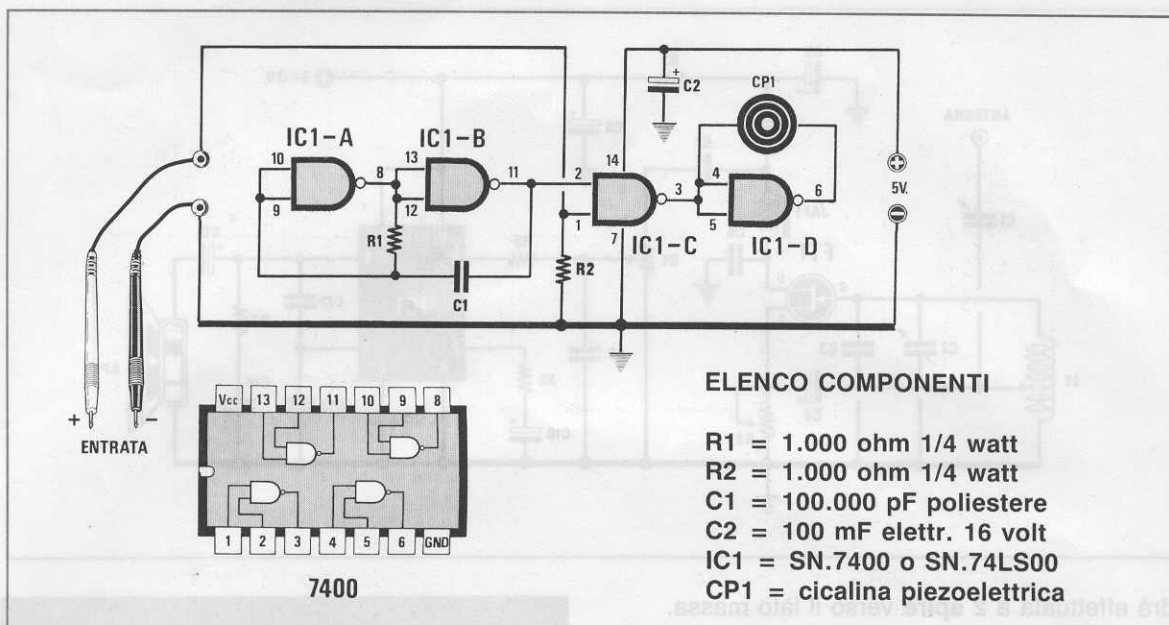 IC1-A
IC1-B
IC1-C
IC1-D
10
9
8
13
12
11
2
1
14
7
3
4
5
6
R1
C1
R2
C2
+
CP1
+
5V.
−
+
−
ENTRATA
Vcc 13 12 11 10 9 8
1 2 3 4 5 6 GND
7400
ELENCO COMPONENTI
R1 = 1.000 ohm 1/4 watt
R2 = 1.000 ohm 1/4 watt
C1 = 100.000 pF poliestere
C2 = 100 mF elettr. 16 volt
IC1 = SN.7400 o SN.74LS00
CP1 = cicalina piezoelettrica